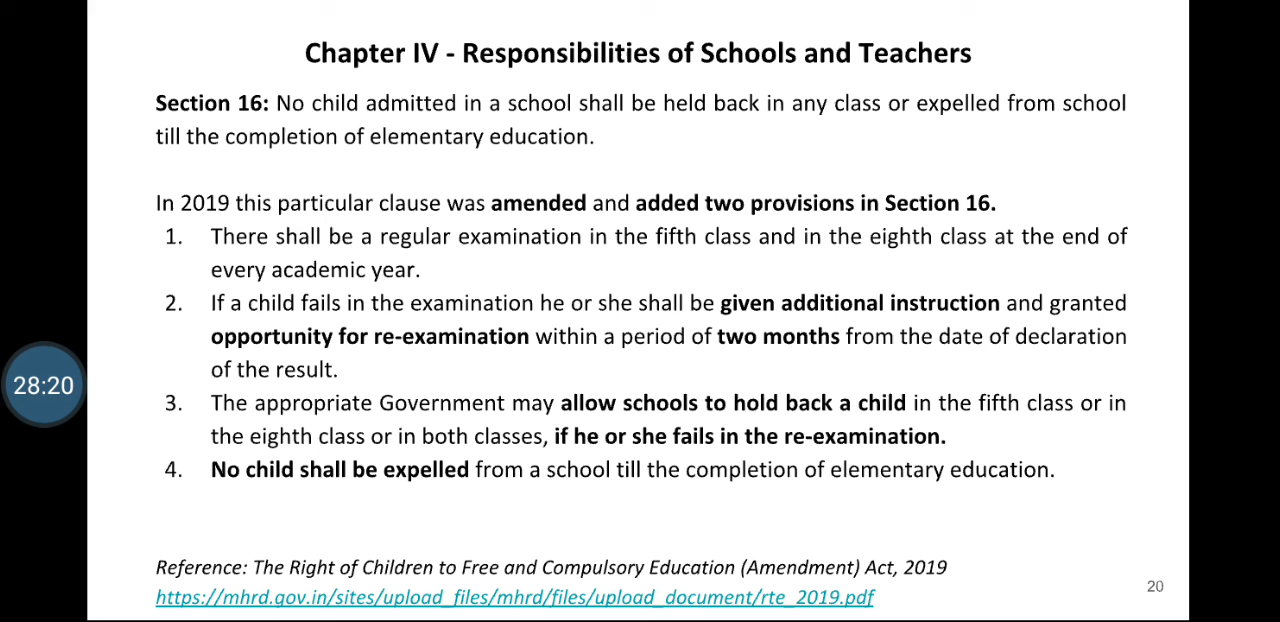 Chapter IV - Responsibilities of Schools and Teachers
Section 16: No child admitted in a school shall be held back in any class or expelled from school
till the completion of elementary education.
In 2019 this particular clause was amended and added two provisions in Section 16.
1. There shall be a regular examination in the fifth class and in the eighth class at the end of
every academic year.
2. If a child fails in the examination he or she shall be given additional instruction and granted
opportunity for re-examination within a period of two months from the date of declaration
of the result.
28:20
3. The appropriate Government may allow schools to hold back a child in the fifth class or in
the eighth class or in both classes, if he or she fails in the re-examination.
4. No child shall be expelled from a school till the completion of elementary education.
Reference: The Right of Children to Free and Compulsory Education (Amendment) Act, 2019
https://mhrd.gov.in/sites/upload_files/mhrd/files/upload_document/rte_2019.pdf
20